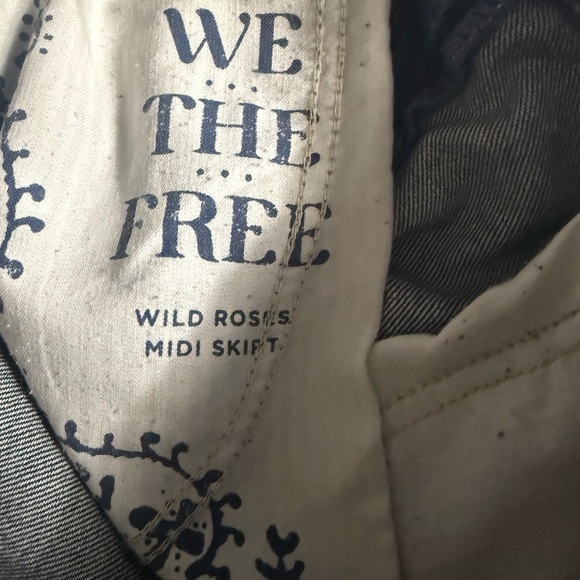 WE
THE
FREE
WILD ROSES
MIDI SKIRT